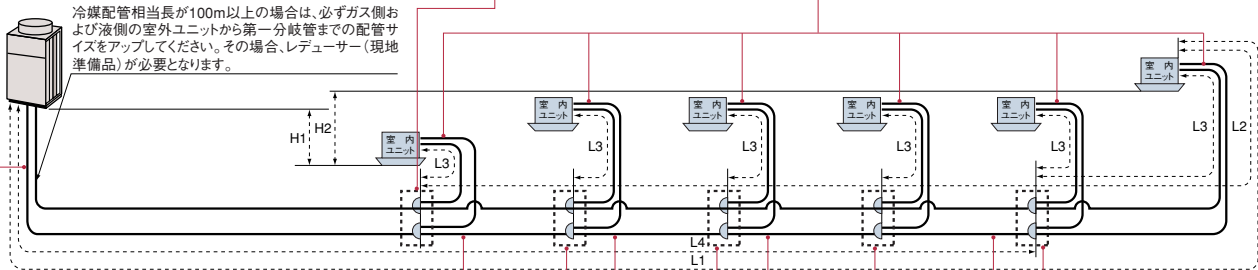 冷媒配管相当長が100m以上の場合は、必ずガス側お
よび液側の室外ユニットから第一分岐管までの配管サ
イズをアップしてください。その場合、レデューサー（現地
準備品）が必要となります。
室 内
ユニット
室 内
ユニット
室 内
ユニット
室 内
ユニット
室 内
ユニット
室 内
ユニット
H1
H2
L3
L3
L3
L3
L3
L3
L2
L4
L1